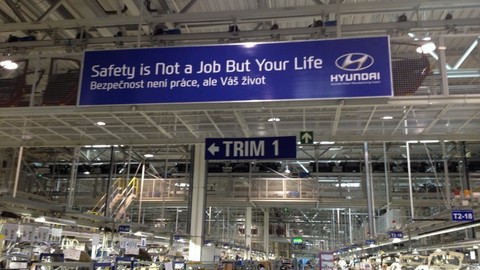 Safety is Not a Job But Your Life
Bezpečnost není práce, ale Váš život
HYUNDAI
TRIM 1
T2-18